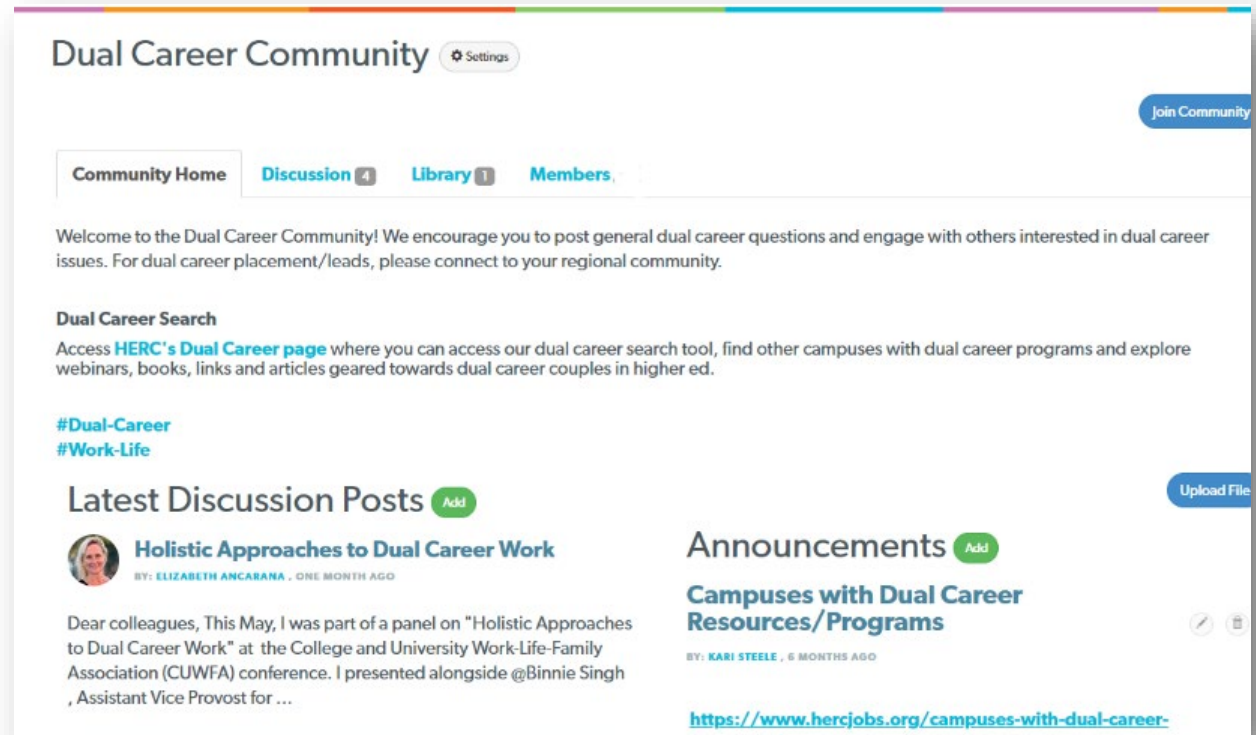 Dual Career Community Settings
Join Community
Community Home Discussion 4 Library 1 Members
Welcome to the Dual Career Community! We encourage you to post general dual career questions and engage with others interested in dual career
issues. For dual career placement/leads, please connect to your regional community.
Dual Career Search
Access HERC's Dual Career page where you can access our dual career search tool, find other campuses with dual career programs and explore
webinars, books, links and articles geared towards dual career couples in higher ed.
#Dual-Career
#Work-Life
Upload File
Latest Discussion Posts Add
Holistic Approaches to Dual Career Work
BY: ELIZABETH ANCARANA , ONE MONTH AGO
Dear colleagues, This May, I was part of a panel on "Holistic Approaches
to Dual Career Work" at the College and University Work-Life-Family
Association (CUWFA) conference. I presented alongside @Binnie Singh
, Assistant Vice Provost for ...
Announcements Add
Campuses with Dual Career
Resources/Programs
BY: KARI STEELE , 6 MONTHS AGO
https://www.hercjobs.org/campuses-with-dual-career-